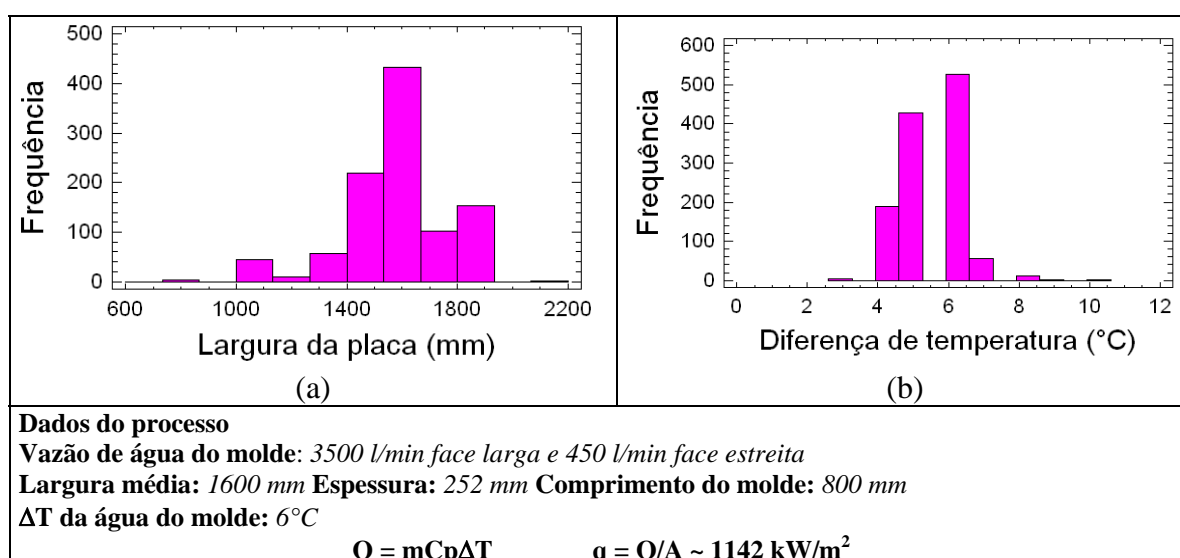 500
400
300
200
100
0
Frequência
600 1000 1400 1800 2200
Largura da placa (mm)
(a)
600
500
400
300
200
100
0
Frequência
0 2 4 6 8 10 12
Diferença de temperatura (°C)
(b)
Dados do processo
Vazão de água do molde: 3500 l/min face larga e 450 l/min face estreita
Largura média: 1600 mm Espessura: 252 mm Comprimento do molde: 800 mm
ΔT da água do molde: 6°C
Q = mCpΔT q = Q/A ~ 1142 kW/m²